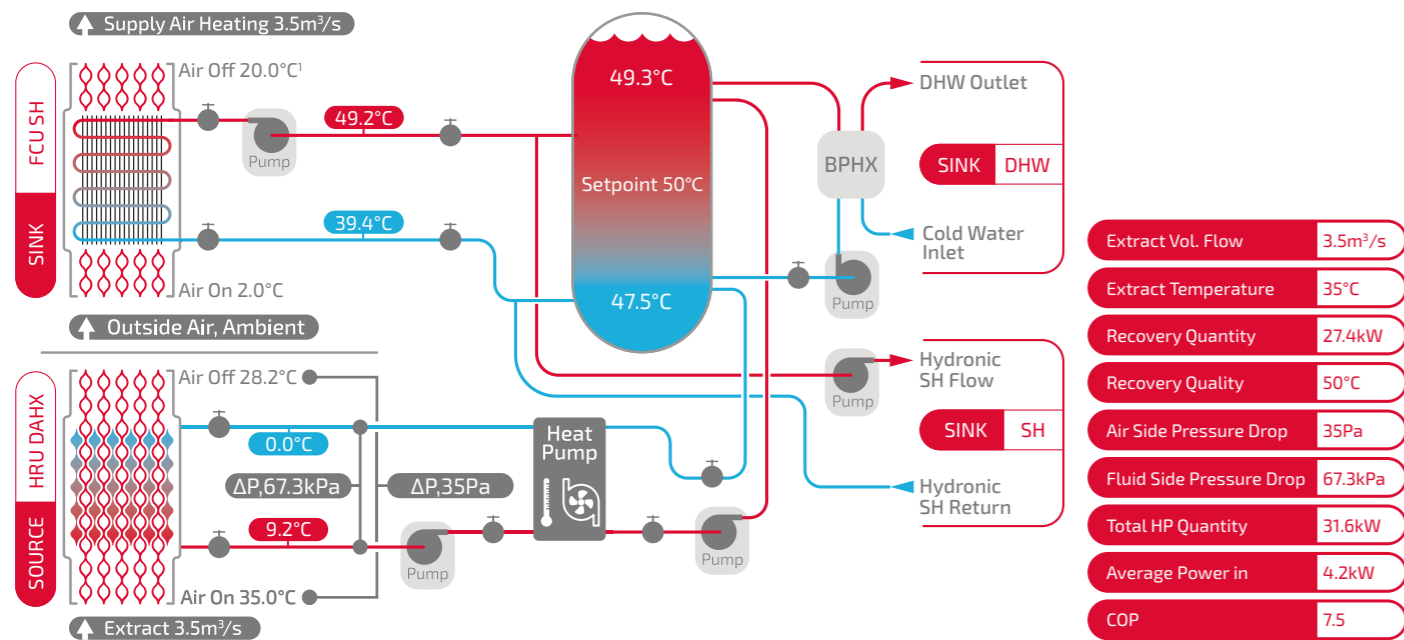 Supply Air Heating 3.5m³/s
Air Off 20.0°C¹
FCU SH
SINK
49.2°C
Pump
39.4°C
Air On 2.0°C
Outside Air, Ambient
49.3°C
Setpoint 50°C
47.5°C
BPHX
Pump
DHW Outlet
SINK DHW
Cold Water
Inlet
Air Off 28.2°C
HRU DAHX
SOURCE
0.0°C
ΔP,67.3kPa
ΔP,35Pa
9.2°C
Pump
Air On 35.0°C
Extract 3.5m³/s
Heat
Pump
Pump
Pump
Hydronic
SH Flow
SINK SH
Hydronic
SH Return
Extract Vol. Flow 3.5m³/s
Extract Temperature 35°C
Recovery Quantity 27.4kW
Recovery Quality 50°C
Air Side Pressure Drop 35Pa
Fluid Side Pressure Drop 67.3kPa
Total HP Quantity 31.6kW
Average Power in 4.2kW
COP 7.5